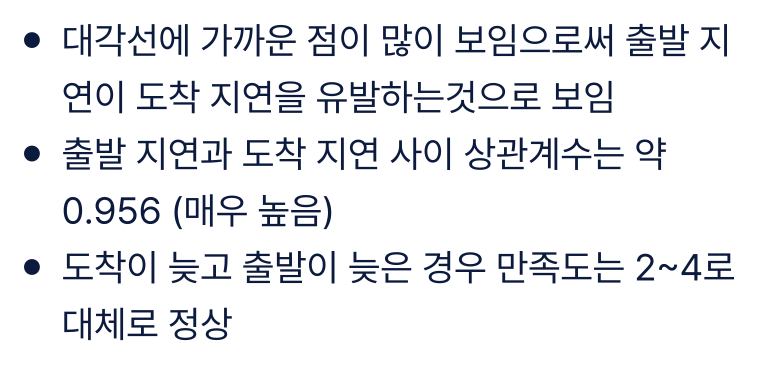 • 대각선에 가까운 점이 많이 보임으로써 출발 지
연이 도착 지연을 유발하는것으로 보임
• 출발 지연과 도착 지연 사이 상관계수는 약
0.956 (매우 높음)
• 도착이 늦고 출발이 늦은 경우 만족도는 2~4로
대체로 정상